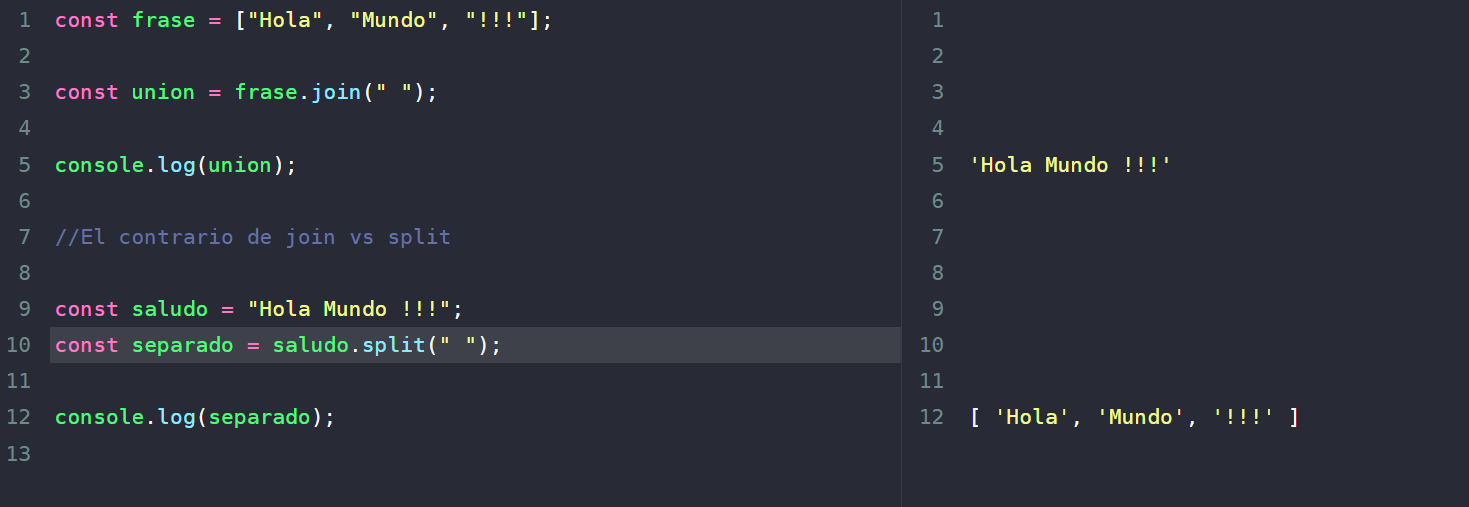 1 const frase = ["Hola", "Mundo", "!!!"];
2
3 const union = frase.join(" ");
4
5 console.log(union);
6
7 //El contrario de join vs split
8
9 const saludo = "Hola Mundo !!!";
10 const separado = saludo.split(" ");
11
12 console.log(separado);
13
1
2
3
4
5 'Hola Mundo !!!'
6
7
8
9
10
11
12 [ 'Hola', 'Mundo', '!!!' ]